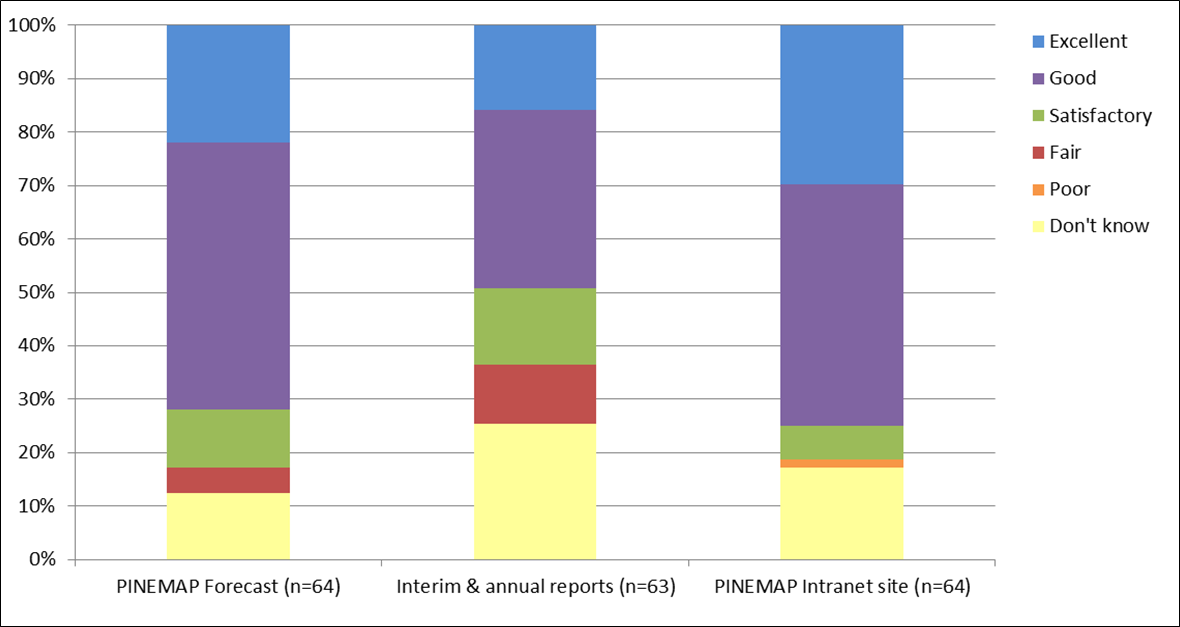 100%
90%
80%
70%
60%
50%
40%
30%
20%
10%
0%
PINEMAP Forecast (n=64)
Interim & annual reports (n=63)
PINEMAP Intranet site (n=64)
Excellent
Good
Satisfactory
Fair
Poor
Don't know